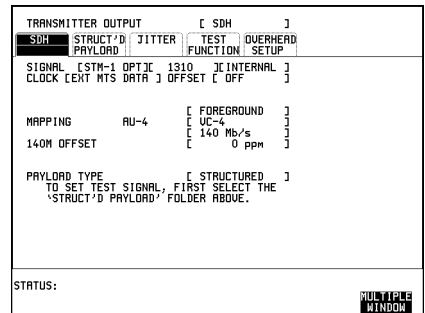 TRANSMITTER OUTPUT [ SDH ]
SDH STRUCT'D PAYLOAD JITTER TEST FUNCTION OVERHEAD SETUP
SIGNAL [STM-1 OPT][ 1310 ][INTERNAL ]
CLOCK [EXT MTS DATA ] OFFSET [ OFF ]
[ FOREGROUND ]
MAPPING AU-4 [ VC-4 ]
[ 140 Mb/s ]
140M OFFSET [ 0 ppm ]
PAYLOAD TYPE [ STRUCTURED ]
TO SET TEST SIGNAL, FIRST SELECT THE
'STRUCT'D PAYLOAD' FOLDER ABOVE.
STATUS:
MULTIPLE
WINDOW